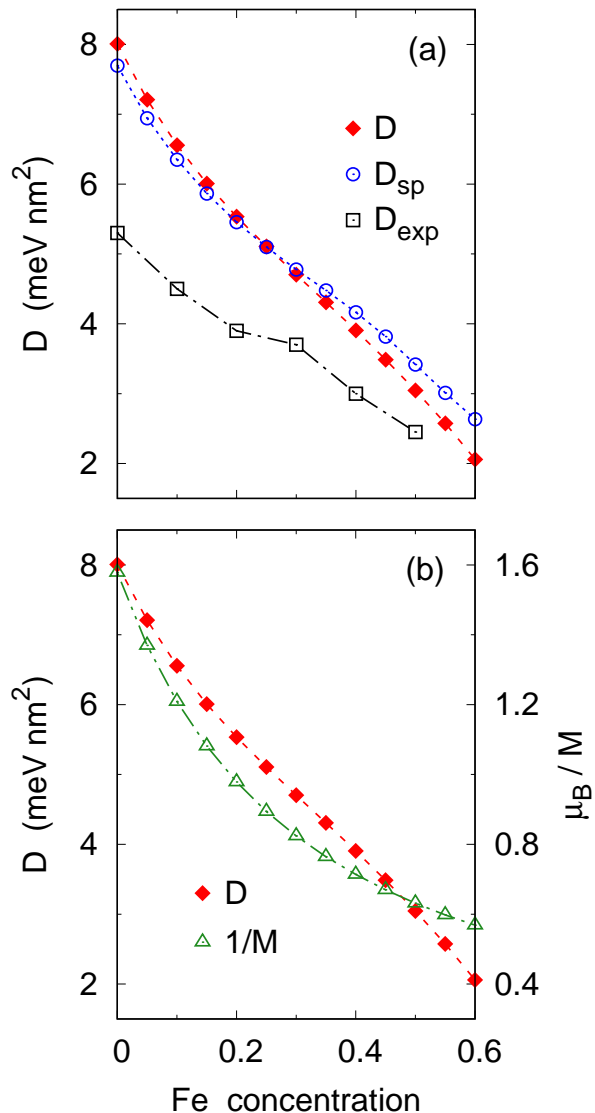 (a)
8
6
4
2
D (meV nm²)
D
D_sp
D_exp
(b)
8
6
4
2
D (meV nm²)
1.6
1.2
0.8
0.4
μ_B / M
D
1/M
0 0.2 0.4 0.6
Fe concentration